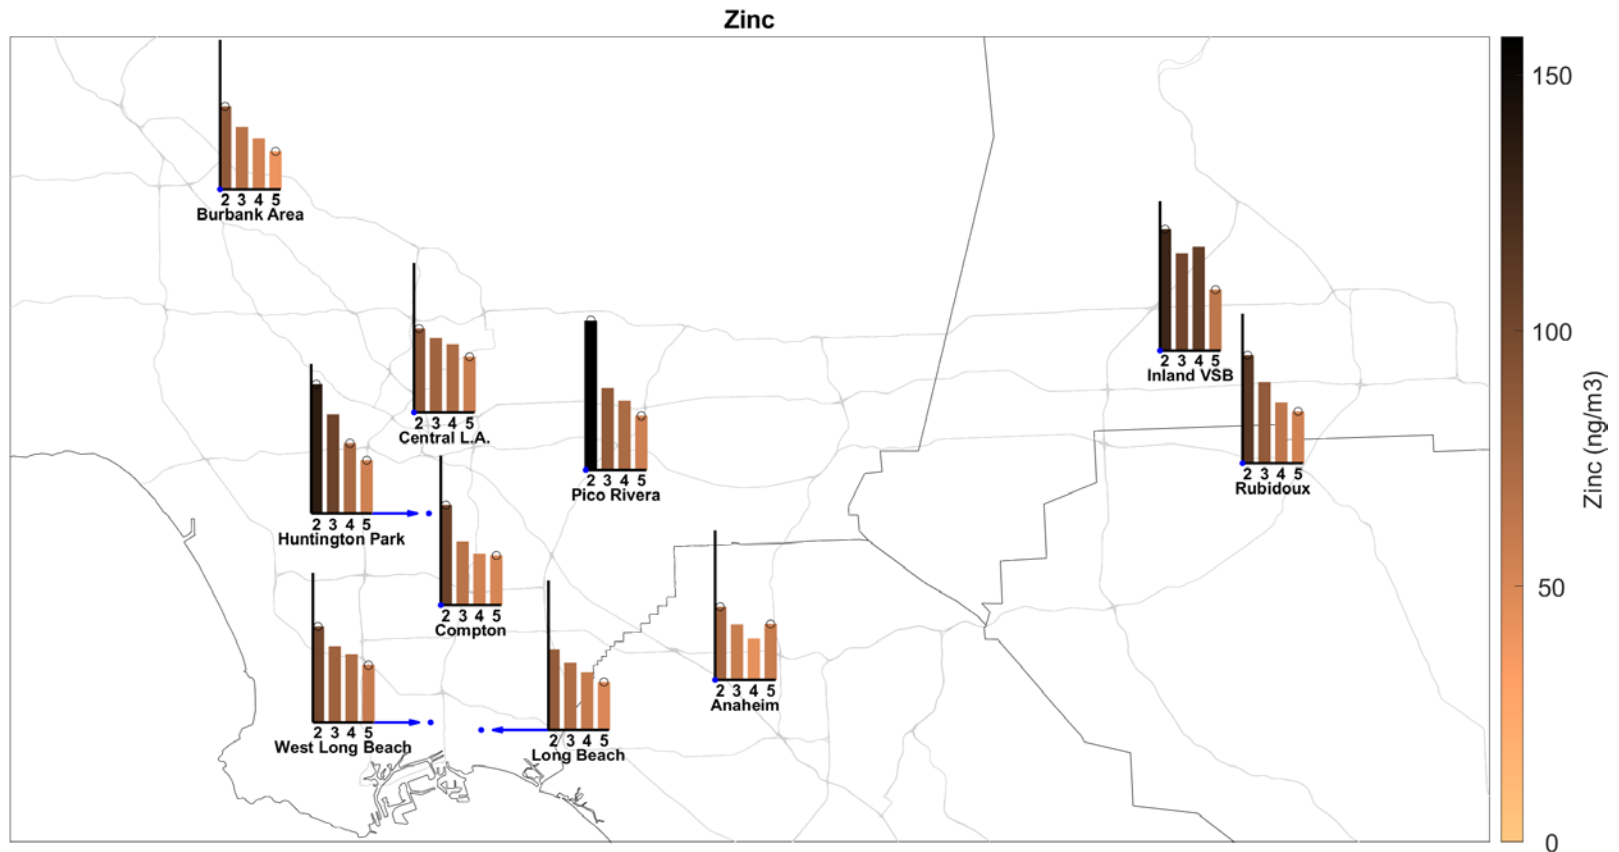 Zinc
2 3 4 5
Burbank Area
2 3 4 5
Inland VSB
2 3 4 5
Central L.A.
2 3 4 5
Rubidoux
2 3 4 5
Pico Rivera
2 3 4 5
Huntington Park
2 3 4 5
Compton
2 3 4 5
Anaheim
2 3 4 5
West Long Beach
2 3 4 5
Long Beach
150
100
50
0
Zinc (ng/m3)